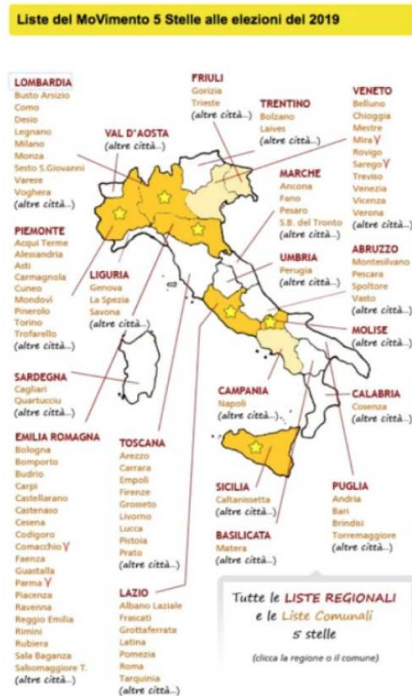 Liste del MoVimento 5 Stelle alle elezioni del 2019
LOMBARDIA
Busto Arsizio
Como
Desio
Legnano
Milano
Monza
Sesto S.Giovanni
Varese
Voghera
(altre città...)
VAL D'AOSTA
(altre città...)
FRIULI
Gorizia
Trieste
(altre città...)
TRENTINO
Bolzano
Laives
(altre città...)
VENETO
Belluno
Chioggia
Mestre
Mira V
Rovigo
Sarego V
Treviso
Venezia
Vicenza
Verona
(altre città...)
PIEMONTE
Acqui Terme
Alessandria
Asti
Carmagnola
Cuneo
Mondovì
Pinerolo
Torino
Trofarello
(altre città...)
LIGURIA
Genova
La Spezia
Savona
(altre città...)
MARCHE
Ancona
Fano
Pesaro
S.B. del Tronto
(altre città...)
UMBRIA
Perugia
(altre città...)
ABRUZZO
Montesilvano
Pescara
Spoltore
Vasto
(altre città...)
MOLISE
(altre città...)
SARDEGNA
Cagliari
Quartucciu
(altre città...)
CAMPANIA
Napoli
(altre città...)
CALABRIA
Cosenza
(altre città...)
EMILIA ROMAGNA
Bologna
Bomporto
Budrio
Carpi
Castellarano
Castenaso
Cesena
Codigoro
Comacchio V
Faenza
Guastalla
Parma V
Piacenza
Ravenna
Reggio Emilia
Rimini
Rubiera
Sala Baganza
Salsomaggiore T.
(altre città...)
TOSCANA
Arezzo
Carrara
Empoli
Firenze
Grosseto
Livorno
Lucca
Pistoia
Prato
(altre città...)
LAZIO
Albano Laziale
Frascati
Grottaferrata
Latina
Pomezia
Roma
Tarquinia
(altre città...)
SICILIA
Caltanissetta
(altre città...)
BASILICATA
Matera
(altre città...)
PUGLIA
Andria
Bari
Brindisi
Torremaggiore
(altre città...)
Tutte le LISTE REGIONALI
e le Liste Comunali
5 stelle
(clicca la regione o il comune)